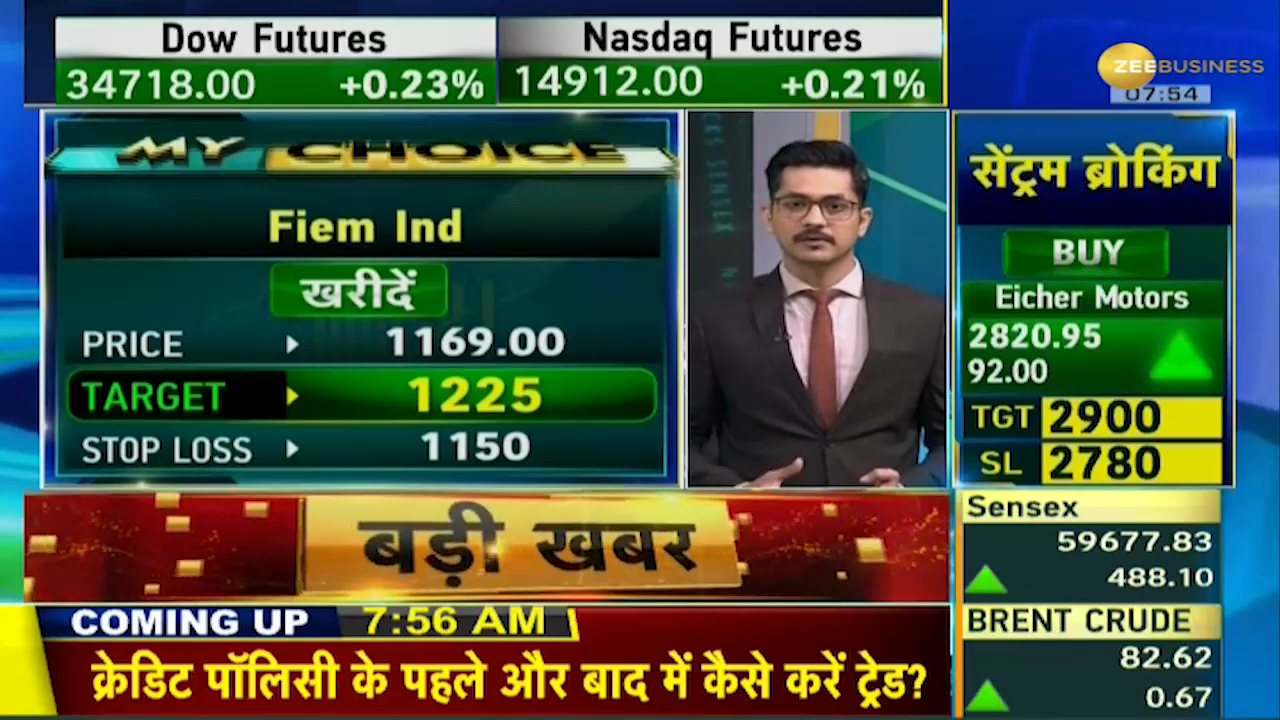 Dow Futures
34718.00 +0.23%
Nasdaq Futures
14912.00 +0.21%
ZEEBUSINESS
07:54
MY CHOICE
Fiem Ind
खरीदें
PRICE 1169.00
TARGET 1225
STOP LOSS 1150
SENSEX
सेंट्रम ब्रोकिंग
BUY
Eicher Motors
2820.95
92.00
TGT 2900
SL 2780
बड़ी खबर
Sensex
59677.83
488.10
BRENT CRUDE
82.62
0.67
COMING UP 7:56 AM
क्रेडिट पॉलिसी के पहले और बाद में कैसे करें ट्रेड?